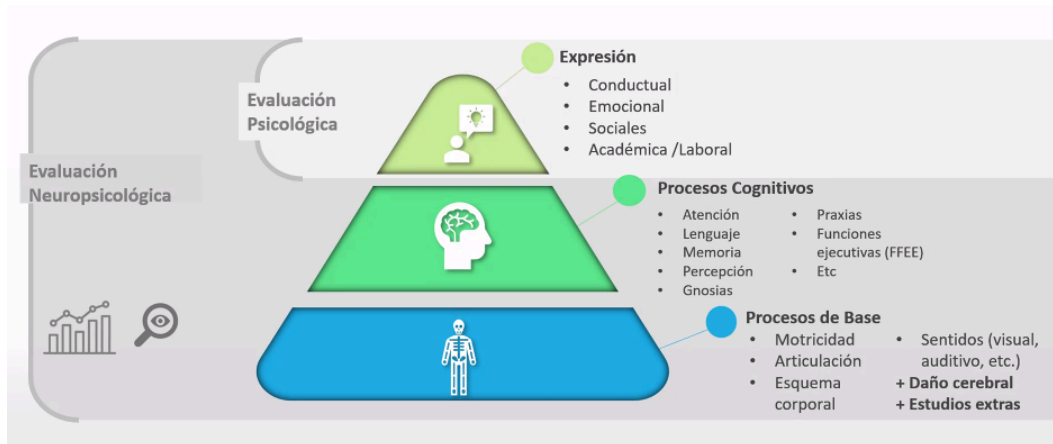 Evaluación
Neuropsicológica
Evaluación
Psicológica
Expresión
• Conductual
• Emocional
• Sociales
• Académica /Laboral
Procesos Cognitivos
• Atención
• Lenguaje
• Memoria
• Percepción
• Gnosias
• Praxias
• Funciones
ejecutivas (FFEE)
• Etc
Procesos de Base
• Motricidad
• Articulación
• Esquema
corporal
• Sentidos (visual,
auditivo, etc.)
+ Daño cerebral
+ Estudios extras